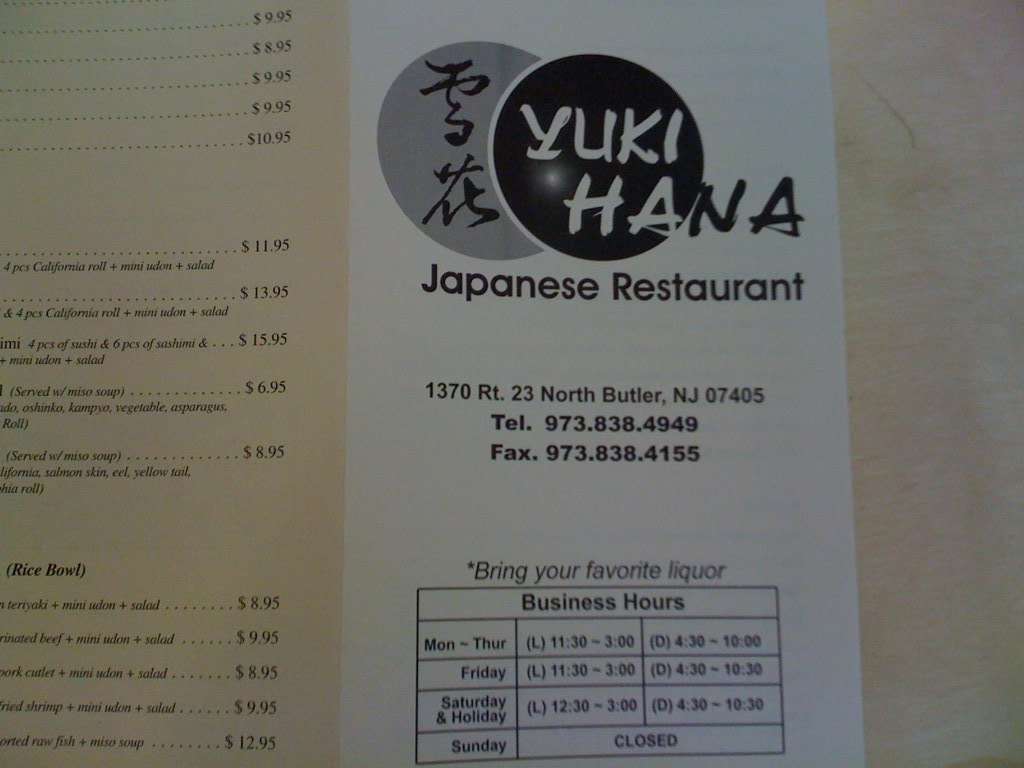 $ 9.95
$ 8.95
$ 9.95
$ 9.95
$10.95
$ 11.95
4 pcs California roll + mini udon + salad
$ 13.95
& 4 pcs California roll + mini udon + salad
4 pcs of sushi & 6 pcs of sashimi & . . . $ 15.95
+ mini udon + salad
(Served w/ miso soup) . . . . . . . . . . . . . $ 6.95
oshinko, kampyo, vegetable, asparagus,
Roll)
(Served w/ miso soup) . . . . . . . . . . . . . $ 8.95
salmon skin, eel, yellow tail,
roll)
(Rice Bowl)
teriyaki + mini udon + salad . . . . . . . . $ 8.95
beef + mini udon + salad . . . . . . $ 9.95
pork cutlet + mini udon + salad . . . . . . . $ 8.95
fried shrimp + mini udon + salad . . . . . . $ 9.95
raw fish + miso soup . . . . . . . . $ 12.95
雪花
YUKI
HANA
Japanese Restaurant
1370 Rt. 23 North Butler, NJ 07405
Tel. 973.838.4949
Fax. 973.838.4155
*Bring your favorite liquor
Business Hours
Mon ~ Thur (L) 11:30 ~ 3:00 (D) 4:30 ~ 10:00
Friday (L) 11:30 ~ 3:00 (D) 4:30 ~ 10:30
Saturday & Holiday (L) 12:30 ~ 3:00 (D) 4:30 ~ 10:30
Sunday CLOSED